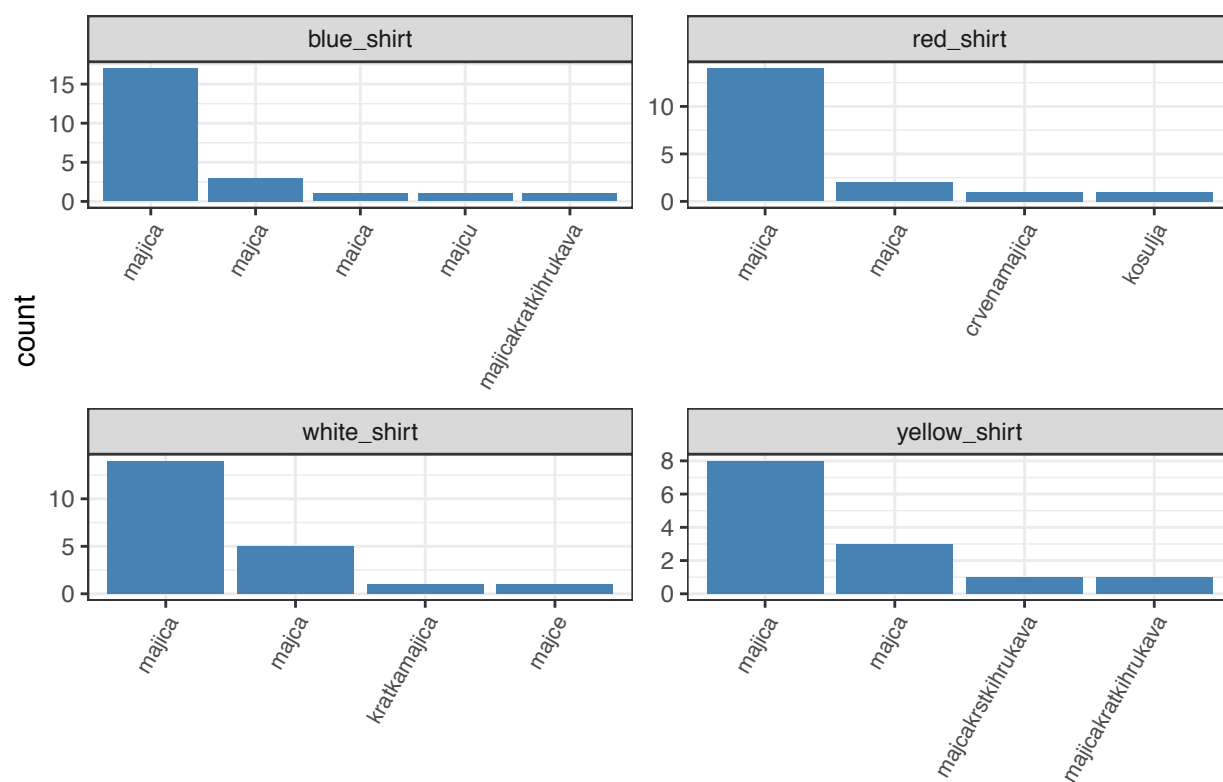 blue_shirt
red_shirt
15
10
5
0
10
5
0
majica
majca
maica
majcu
majicakratkihrukava
majica
majca
crvenamajica
kosulja
count
white_shirt
yellow_shirt
10
5
0
8
6
4
2
0
majica
majca
kratkamajica
majce
majica
majca
majcakrstkihrukava
majicakratkihrukava